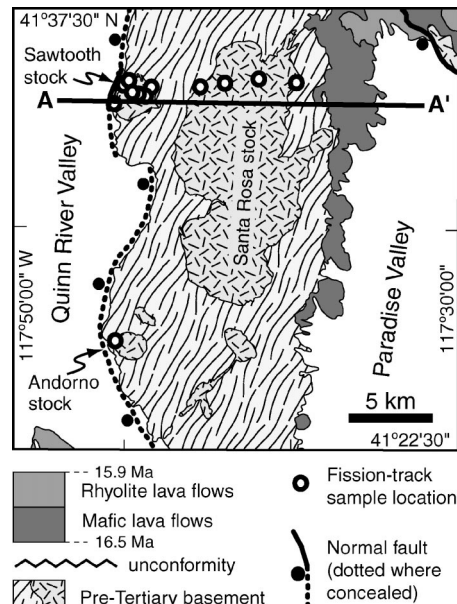 41°37'30" N
Sawtooth
stock
A
A'
Quinn River Valley
Santa Rosa stock
Paradise Valley
117°50'00" W
117°30'00"
Andorno
stock
5 km
41°22'30"
15.9 Ma
Rhyolite lava flows
Mafic lava flows
16.5 Ma
unconformity
Pre-Tertiary basement
Fission-track
sample location
Normal fault
(dotted where
concealed)